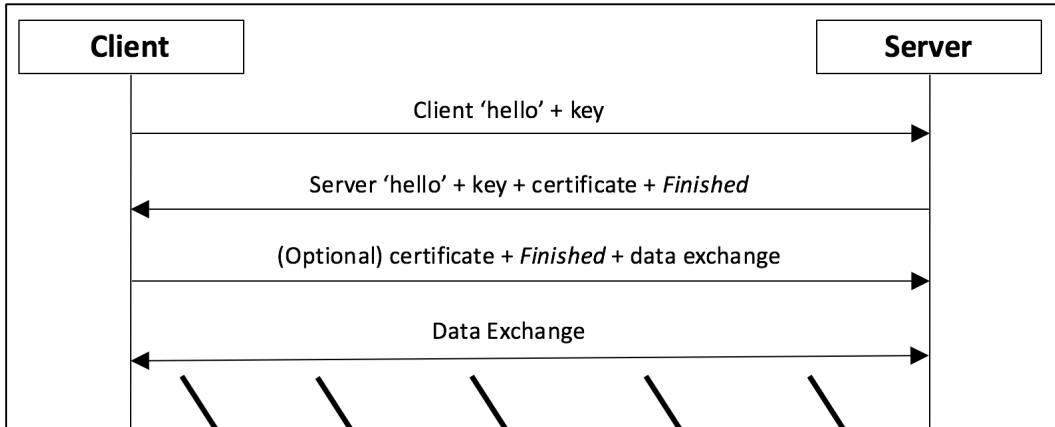 Client
Server
Client ‘hello’ + key
Server ‘hello’ + key + certificate + Finished
(Optional) certificate + Finished + data exchange
Data Exchange